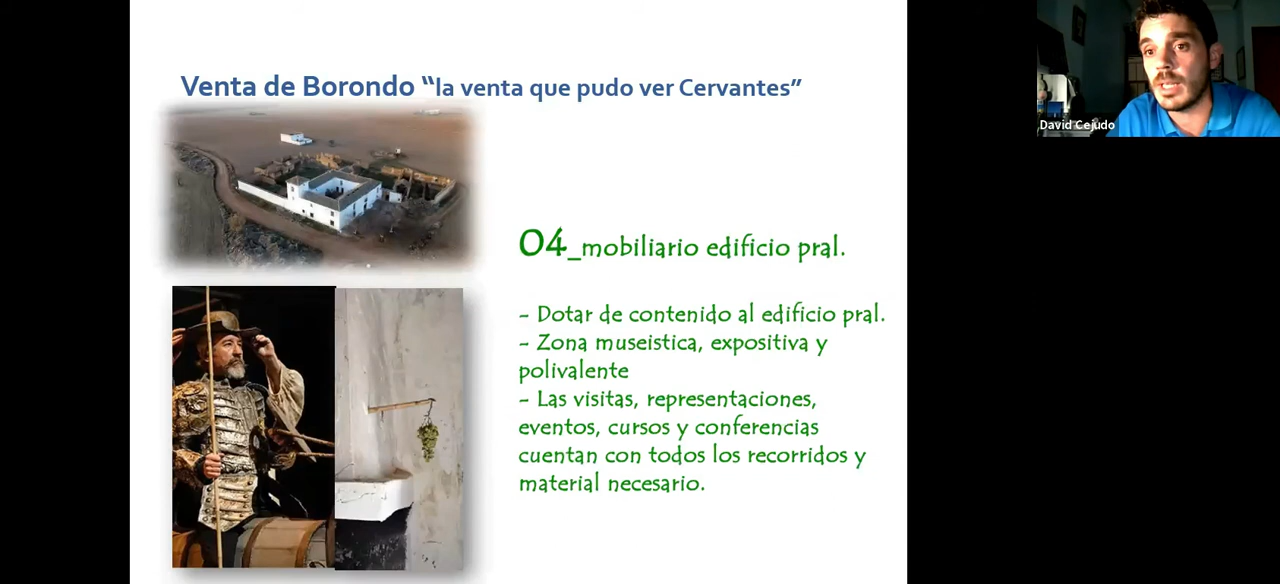 Venta de Borondo “la venta que pudo ver Cervantes”
David Cejudo
04_mobiliario edificio pral.
- Dotar de contenido al edificio pral.
- Zona museistica, expositiva y
polivalente
- Las visitas, representaciones,
eventos, cursos y conferencias
cuentan con todos los recorridos y
material necesario.